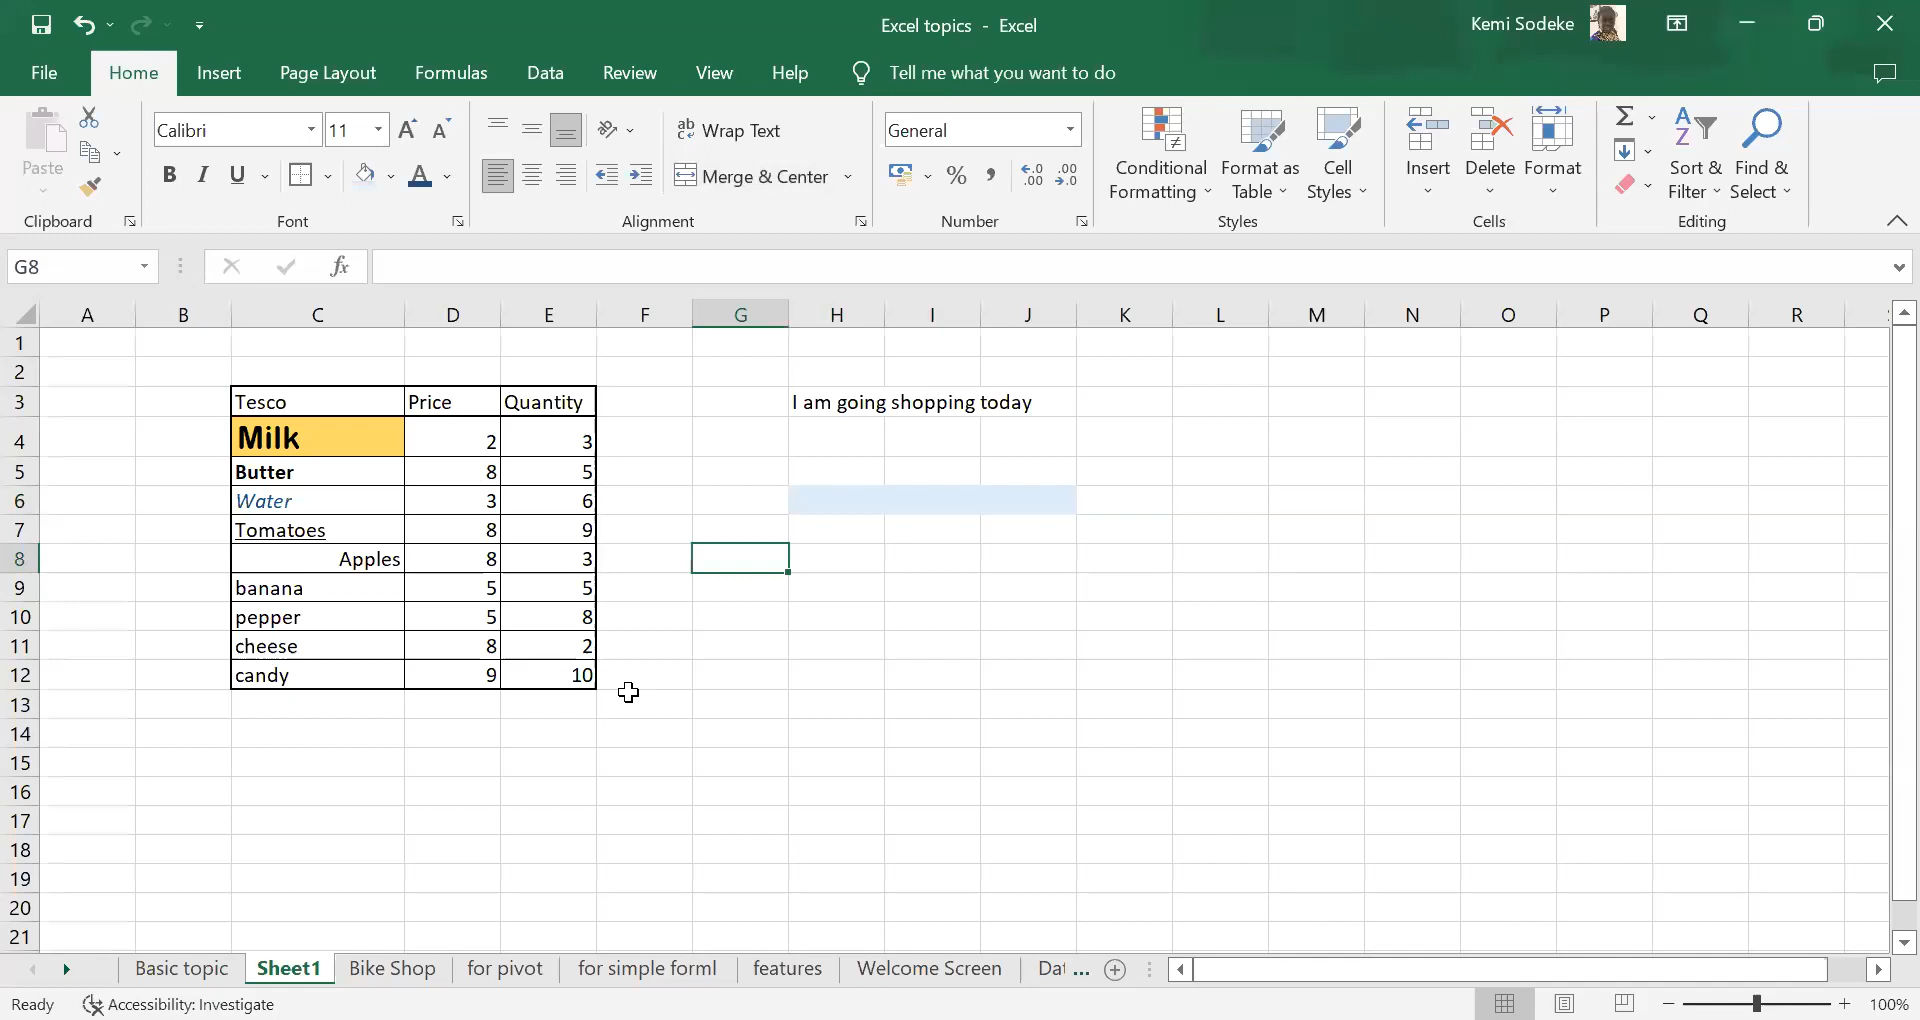 Excel topics - Excel
Kemi Sodeke
File Home Insert Page Layout Formulas Data Review View Help Tell me what you want to do
Paste
Clipboard
Calibri 11
B I U
Font
ab Wrap Text
Merge & Center
Alignment
General
% , .00 .00
Number
Conditional Formatting
Format as Table
Cell Styles
Styles
Insert Delete Format
Cells
Sort & Filter
Find & Select
Editing
G8 fx
A B C D E F G H I J K L M N O P Q R
1
2
3 Tesco Price Quantity I am going shopping today
4 Milk 2 3
5 Butter 8 5
6 Water 3 6
7 Tomatoes 8 9
8 Apples 8 3
9 banana 5 5
10 pepper 5 8
11 cheese 8 2
12 candy 9 10
13
14
15
16
17
18
19
20
21
Basic topic Sheet1 Bike Shop for pivot for simple forml features Welcome Screen Dat ...
Ready Accessibility: Investigate 100%